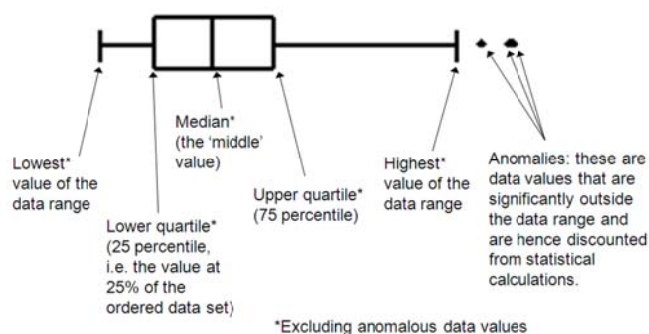 Lowest*
value of the
data range
Lower quartile*
(25 percentile,
i.e. the value at
25% of the
ordered data set)
Median*
(the ‘middle’
value)
Upper quartile*
(75 percentile)
Highest*
value of the
data range
Anomalies: these are
data values that are
significantly outside
the data range and
are hence discounted
from statistical
calculations.
*Excluding anomalous data values